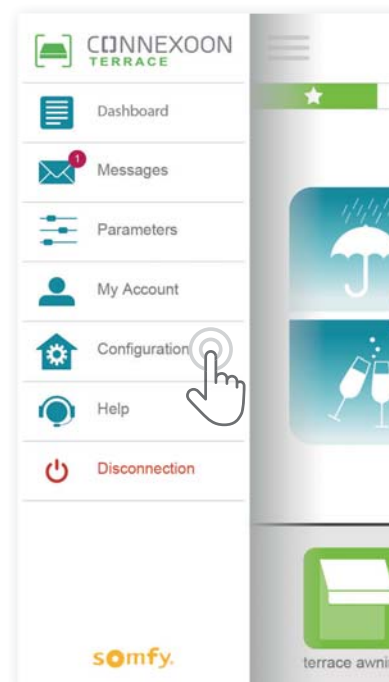 CONNEXOON
TERRACE
Dashboard
1
Messages
Parameters
My Account
Configuration
Help
Disconnection
somfy.
terrace awni